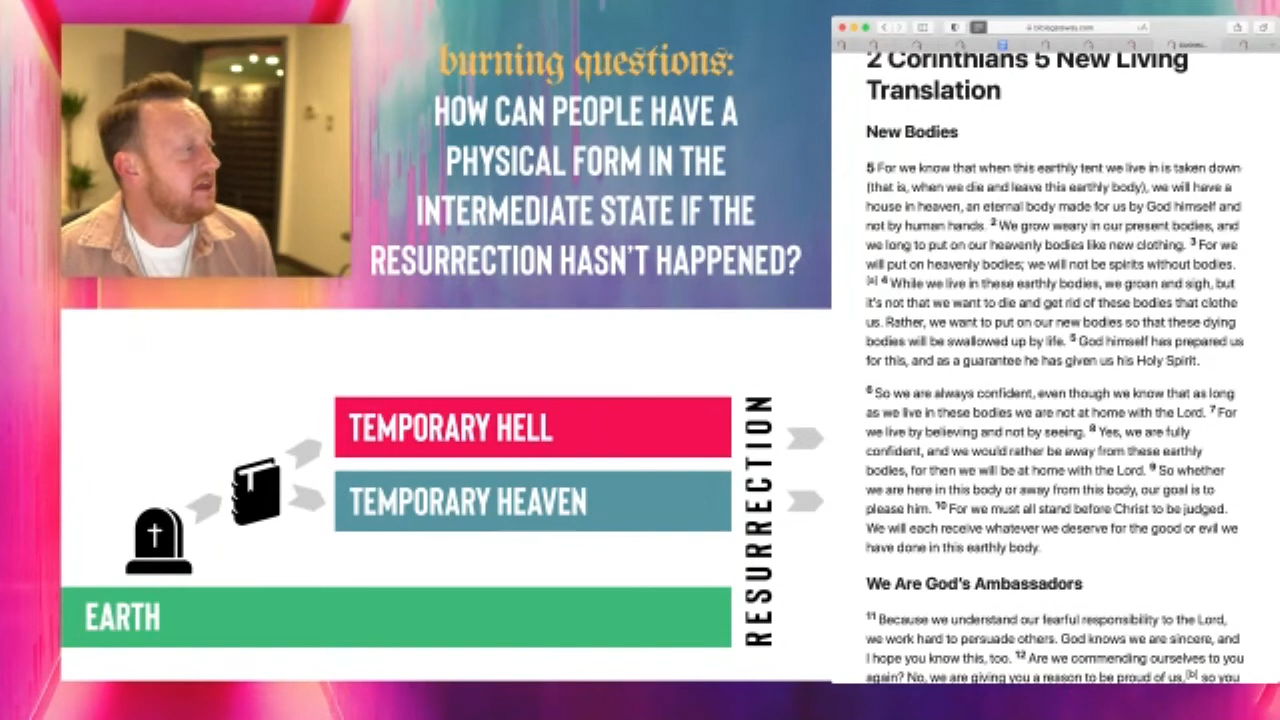 burning questions:
HOW CAN PEOPLE HAVE A
PHYSICAL FORM IN THE
INTERMEDIATE STATE IF THE
RESURRECTION HASN'T HAPPENED?
TEMPORARY HELL
TEMPORARY HEAVEN
EARTH
RESURRECTION
biblegateway.com
2 Corinthians 5 New Living
Translation
New Bodies
5 For we know that when this earthly tent we live in is taken down
(that is, when we die and leave this earthly body), we will have a
house in heaven, an eternal body made for us by God himself and
not by human hands. 2 We grow weary in our present bodies, and
we long to put on our heavenly bodies like new clothing. 3 For we
will put on heavenly bodies; we will not be spirits without bodies.
[a] 4 While we live in these earthly bodies, we groan and sigh, but
it's not that we want to die and get rid of these bodies that clothe
us. Rather, we want to put on our new bodies so that these dying
bodies will be swallowed up by life. 5 God himself has prepared us
for this, and as a guarantee he has given us his Holy Spirit.
6 So we are always confident, even though we know that as long
as we live in these bodies we are not at home with the Lord. 7 For
we live by believing and not by seeing. 8 Yes, we are fully
confident, and we would rather be away from these earthly
bodies, for then we will be at home with the Lord. 9 So whether
we are here in this body or away from this body, our goal is to
please him. 10 For we must all stand before Christ to be judged.
We will each receive whatever we deserve for the good or evil we
have done in this earthly body.
We Are God's Ambassadors
11 Because we understand our fearful responsibility to the Lord,
we work hard to persuade others. God knows we are sincere, and
I hope you know this, too. 12 Are we commending ourselves to you
again? No, we are giving you a reason to be proud of us,[b] so you